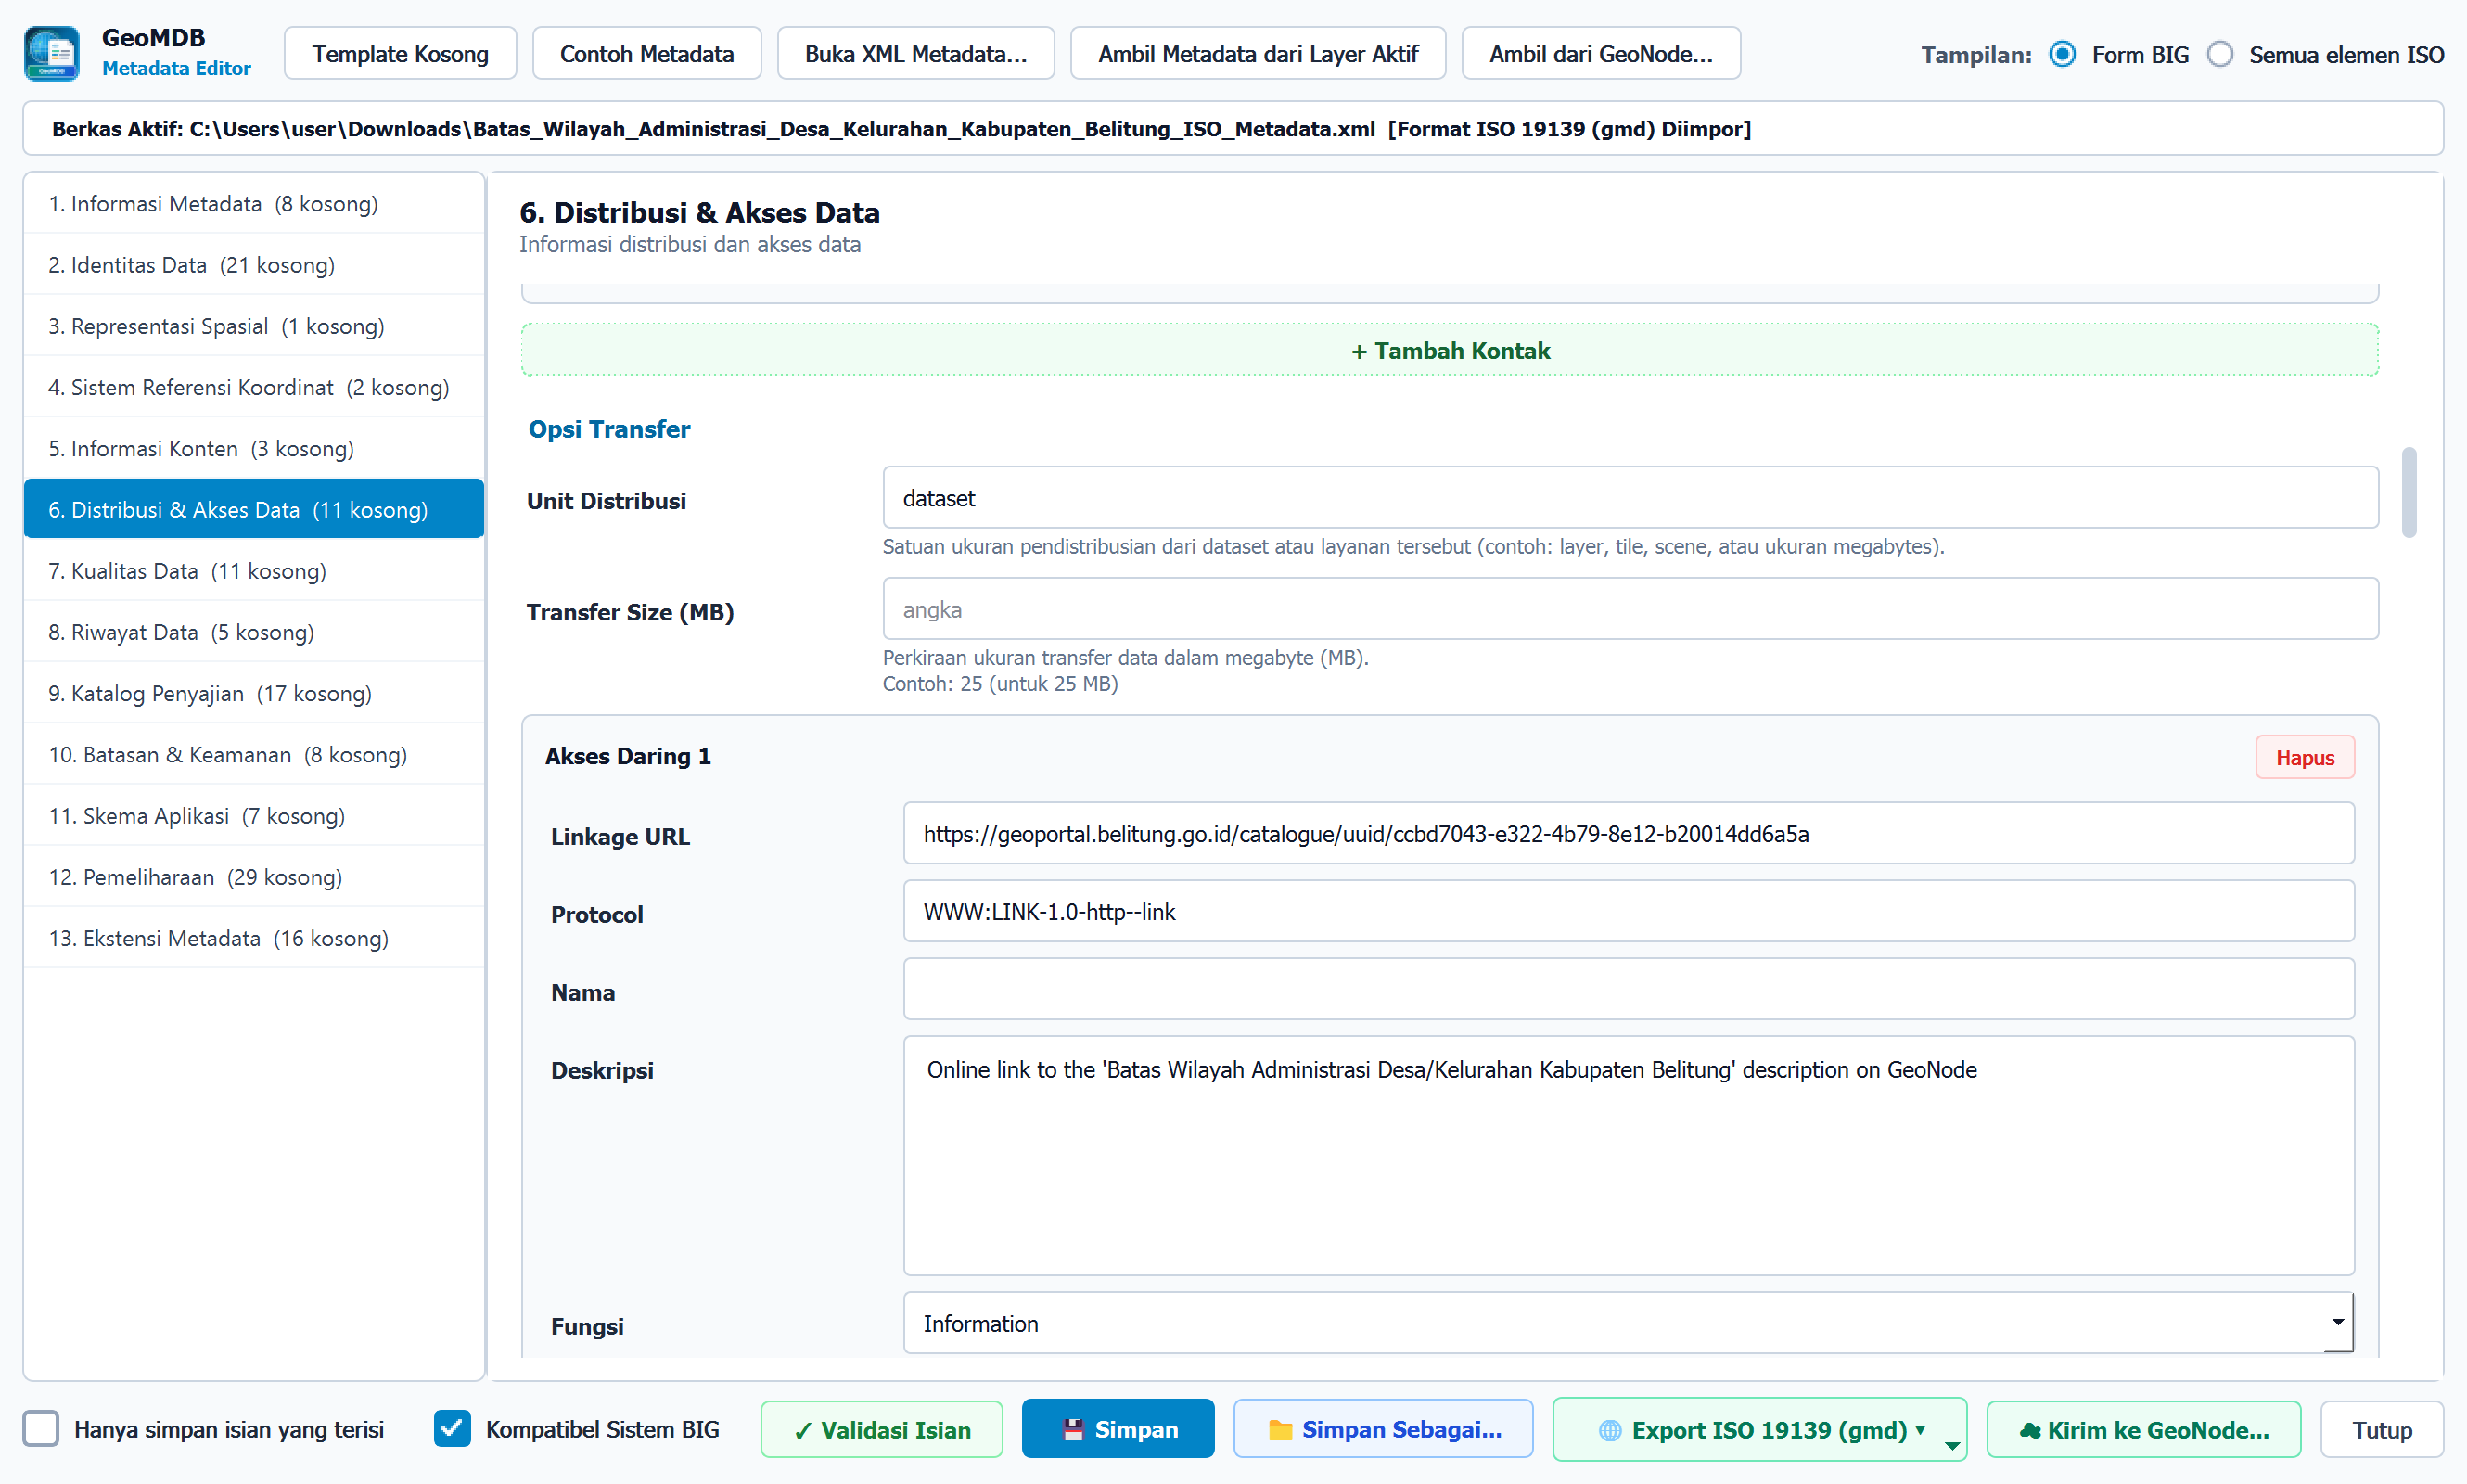 GeoMDB
Metadata Editor
Template Kosong
Contoh Metadata
Buka XML Metadata...
Ambil Metadata dari Layer Aktif
Ambil dari GeoNode...
Tampilan:
Form BIG
Semua elemen ISO
Berkas Aktif: C:\Users\user\Downloads\Batas_Wilayah_Administrasi_Desa_Kelurahan_Kabupaten_Belitung_ISO_Metadata.xml [Format ISO 19139 (gmd) Diimpor]
1. Informasi Metadata (8 kosong)
2. Identitas Data (21 kosong)
3. Representasi Spasial (1 kosong)
4. Sistem Referensi Koordinat (2 kosong)
5. Informasi Konten (3 kosong)
6. Distribusi & Akses Data (11 kosong)
7. Kualitas Data (11 kosong)
8. Riwayat Data (5 kosong)
9. Katalog Penyajian (17 kosong)
10. Batasan & Keamanan (8 kosong)
11. Skema Aplikasi (7 kosong)
12. Pemeliharaan (29 kosong)
13. Ekstensi Metadata (16 kosong)
6. Distribusi & Akses Data
Informasi distribusi dan akses data
+ Tambah Kontak
Opsi Transfer
Unit Distribusi
dataset
Satuan ukuran pendistribusian dari dataset atau layanan tersebut (contoh: layer, tile, scene, atau ukuran megabytes).
Transfer Size (MB)
angka
Perkiraan ukuran transfer data dalam megabyte (MB).
Contoh: 25 (untuk 25 MB)
Akses Daring 1
Hapus
Linkage URL
https://geoportal.belitung.go.id/catalogue/uuid/ccbd7043-e322-4b79-8e12-b20014dd6a5a
Protocol
WWW:LINK-1.0-http--link
Nama
Deskripsi
Online link to the 'Batas Wilayah Administrasi Desa/Kelurahan Kabupaten Belitung' description on GeoNode
Fungsi
Information
Hanya simpan isian yang terisi
Kompatibel Sistem BIG
✓ Validasi Isian
Simpan
Simpan Sebagai...
Export ISO 19139 (gmd) ▾
Kirim ke GeoNode...
Tutup